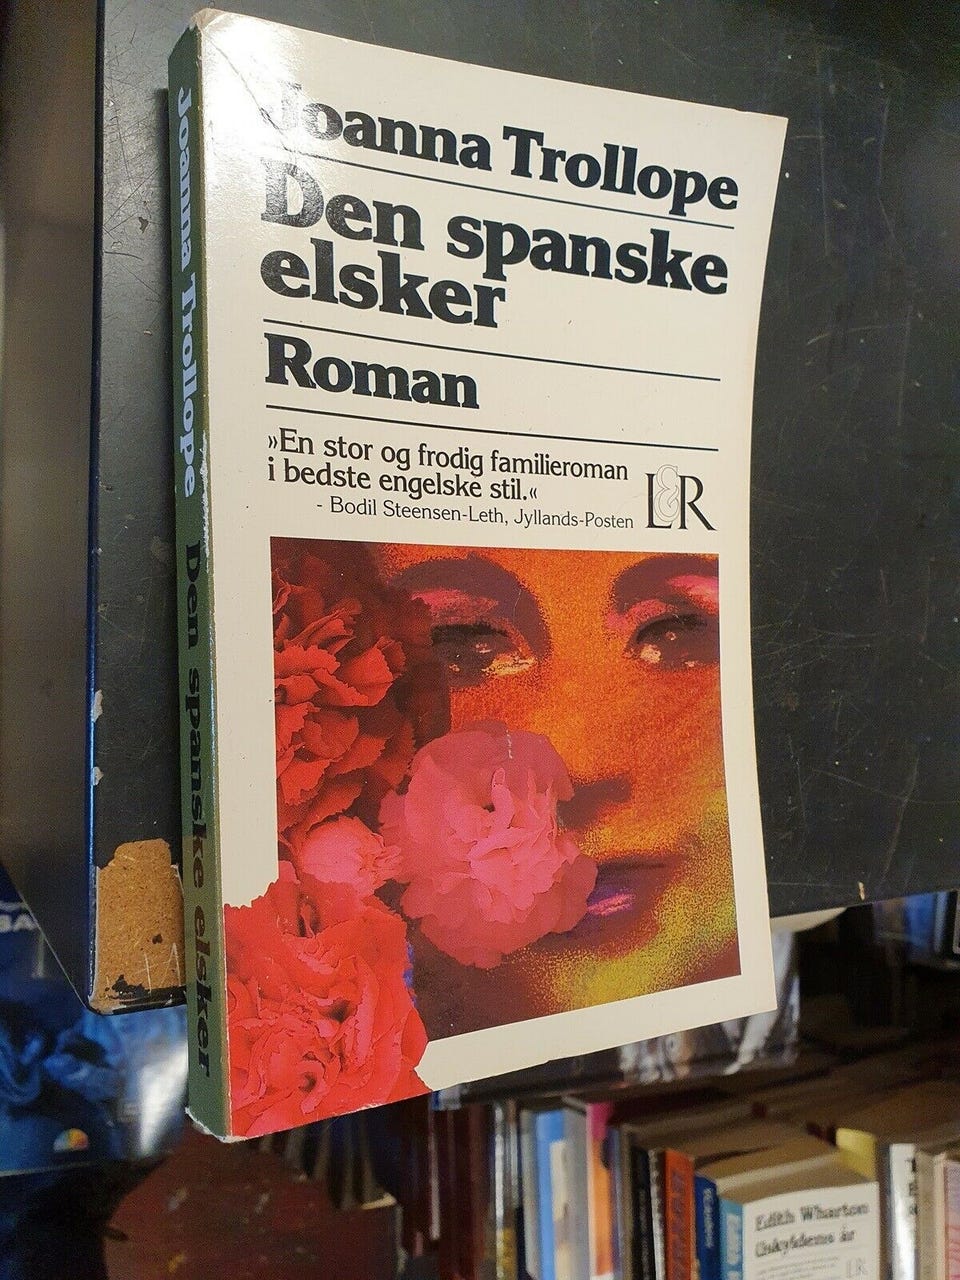 Joanna Trollope
Den spanske
elsker
Roman
»En stor og frodig familieroman
i bedste engelske stil.«
- Bodil Steensen-Leth, Jyllands-Posten
L&R
Joanna Trollope Den spanske elsker
Edith Wharton
Uskyldens år
LR